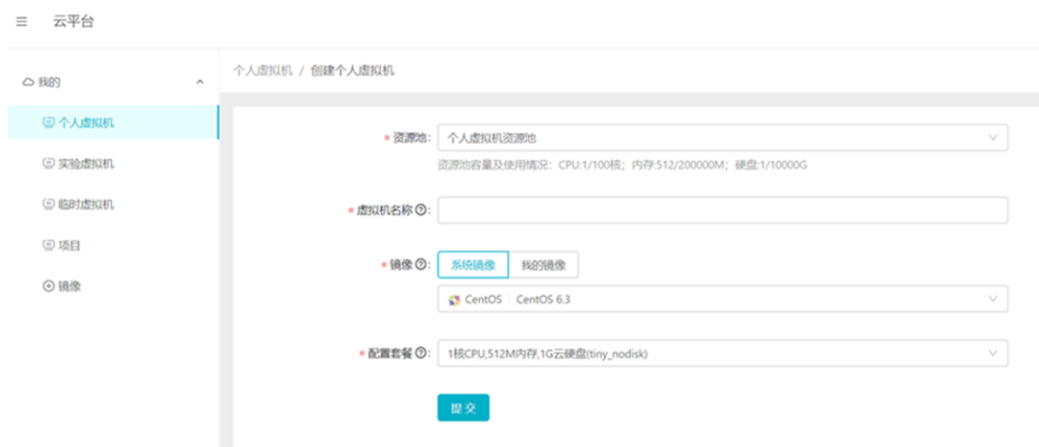 云平台
我的
个人虚拟机
实验虚拟机
临时虚拟机
项目
镜像
个人虚拟机 / 创建个人虚拟机
* 资源池: 个人虚拟机资源池
资源池容量及使用情况: CPU:1/100核; 内存:512/200000M; 硬盘:1/10000G
* 虚拟机名称?:
* 镜像?: 系统镜像 我的镜像
CentOS CentOS 6.3
* 配置套餐?: 1核CPU,512M内存,1G云硬盘(tiny_nodisk)
提 交